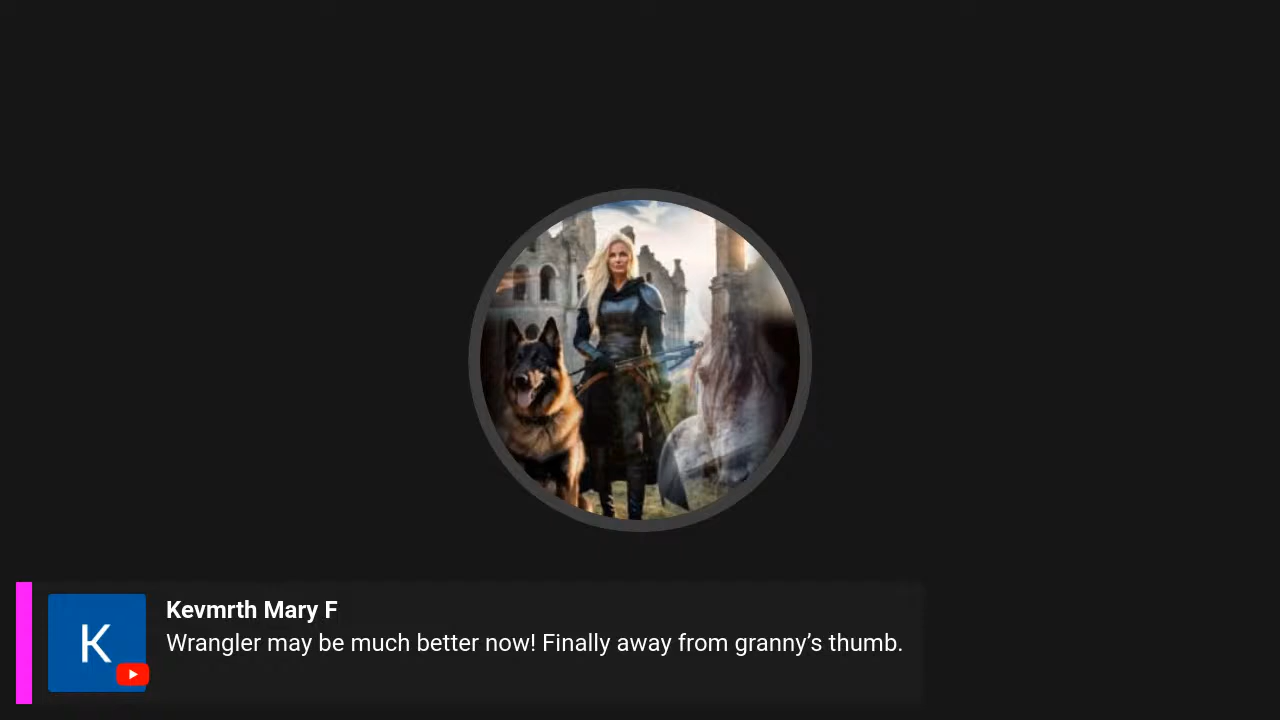 K
Kevmrth Mary F
Wrangler may be much better now! Finally away from granny’s thumb.